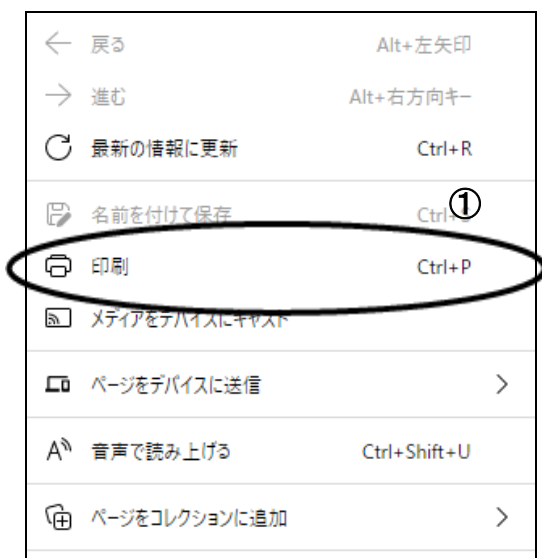 戻る Alt+左矢印
進む Alt+右方向キー
最新の情報に更新 Ctrl+R
①
名前を付けて保存
印刷 Ctrl+P
メディアをデバイスにキャスト
ページをデバイスに送信
音声で読み上げる Ctrl+Shift+U
ページをコレクションに追加